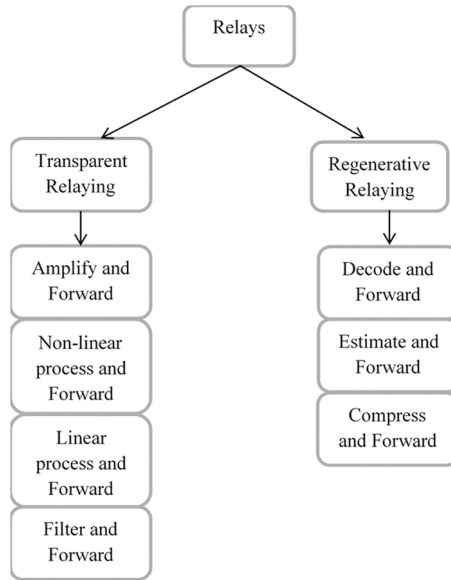 Relays
Transparent
Relaying
Regenerative
Relaying
Amplify and
Forward
Non-linear
process and
Forward
Linear
process and
Forward
Filter and
Forward
Decode and
Forward
Estimate and
Forward
Compress
and Forward